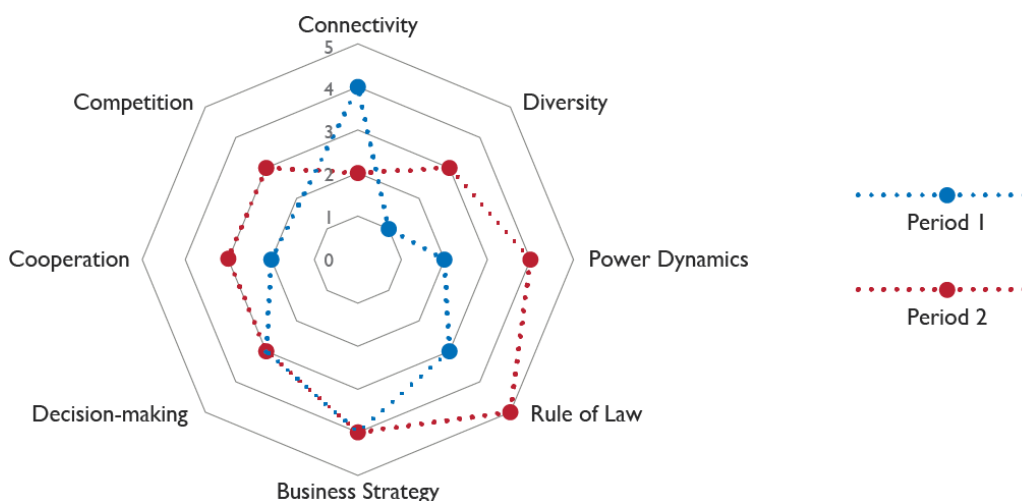 Connectivity
5
Competition
4
Diversity
3
2
1
Cooperation
0
Power Dynamics
Decision-making
Rule of Law
Business Strategy
Period 1
Period 2